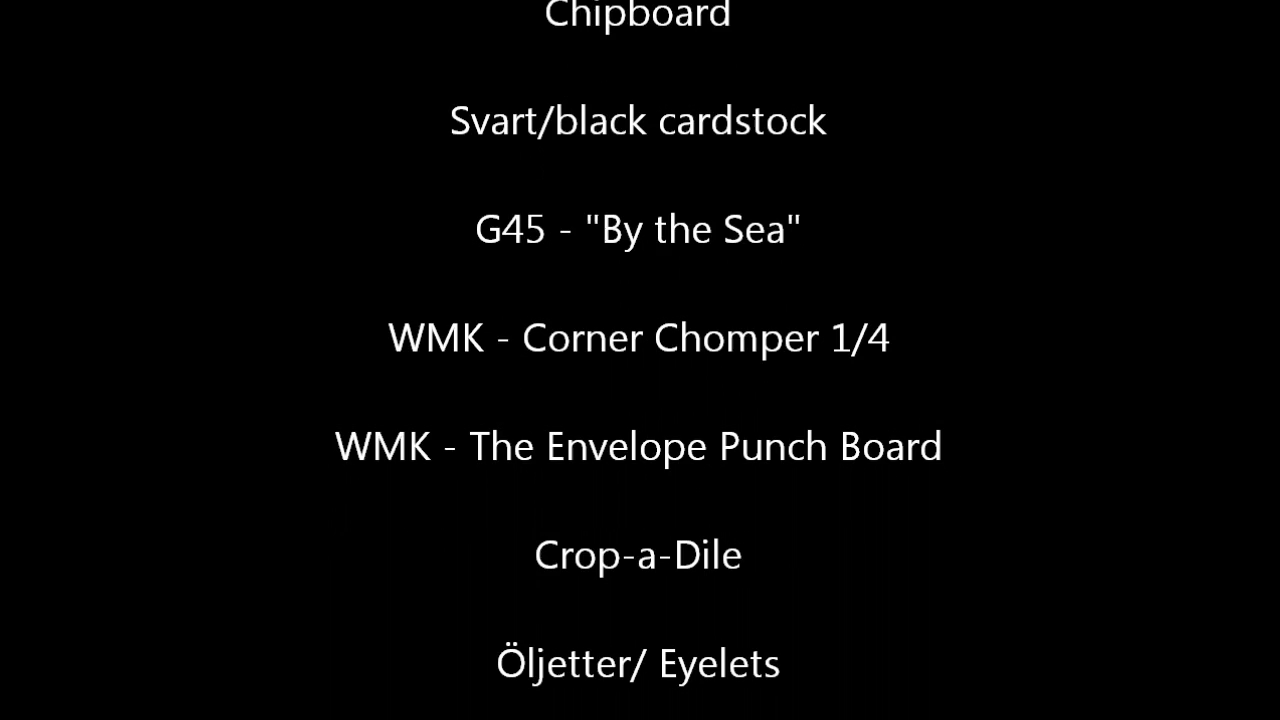 Chipboard
Svart/black cardstock
G45 - "By the Sea"
WMK - Corner Chomper 1/4
WMK - The Envelope Punch Board
Crop-a-Dile
Öljetter/ Eyelets